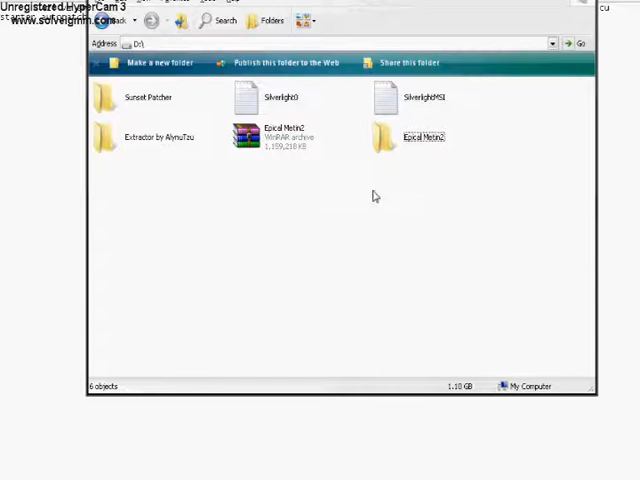 Unregistered HyperCam 3
www.solveigmm.com
cu
Back
Search
Folders
Address
D:\
Go
Make a new folder
Publish this folder to the Web
Share this folder
Sunset Patcher
Silverlight0
SilverlightMSI
Extractor by AlynuTzu
Epical Metin2
WinRAR archive
1,159,218 KB
Epical Metin2
6 objects
1.10 GB
My Computer